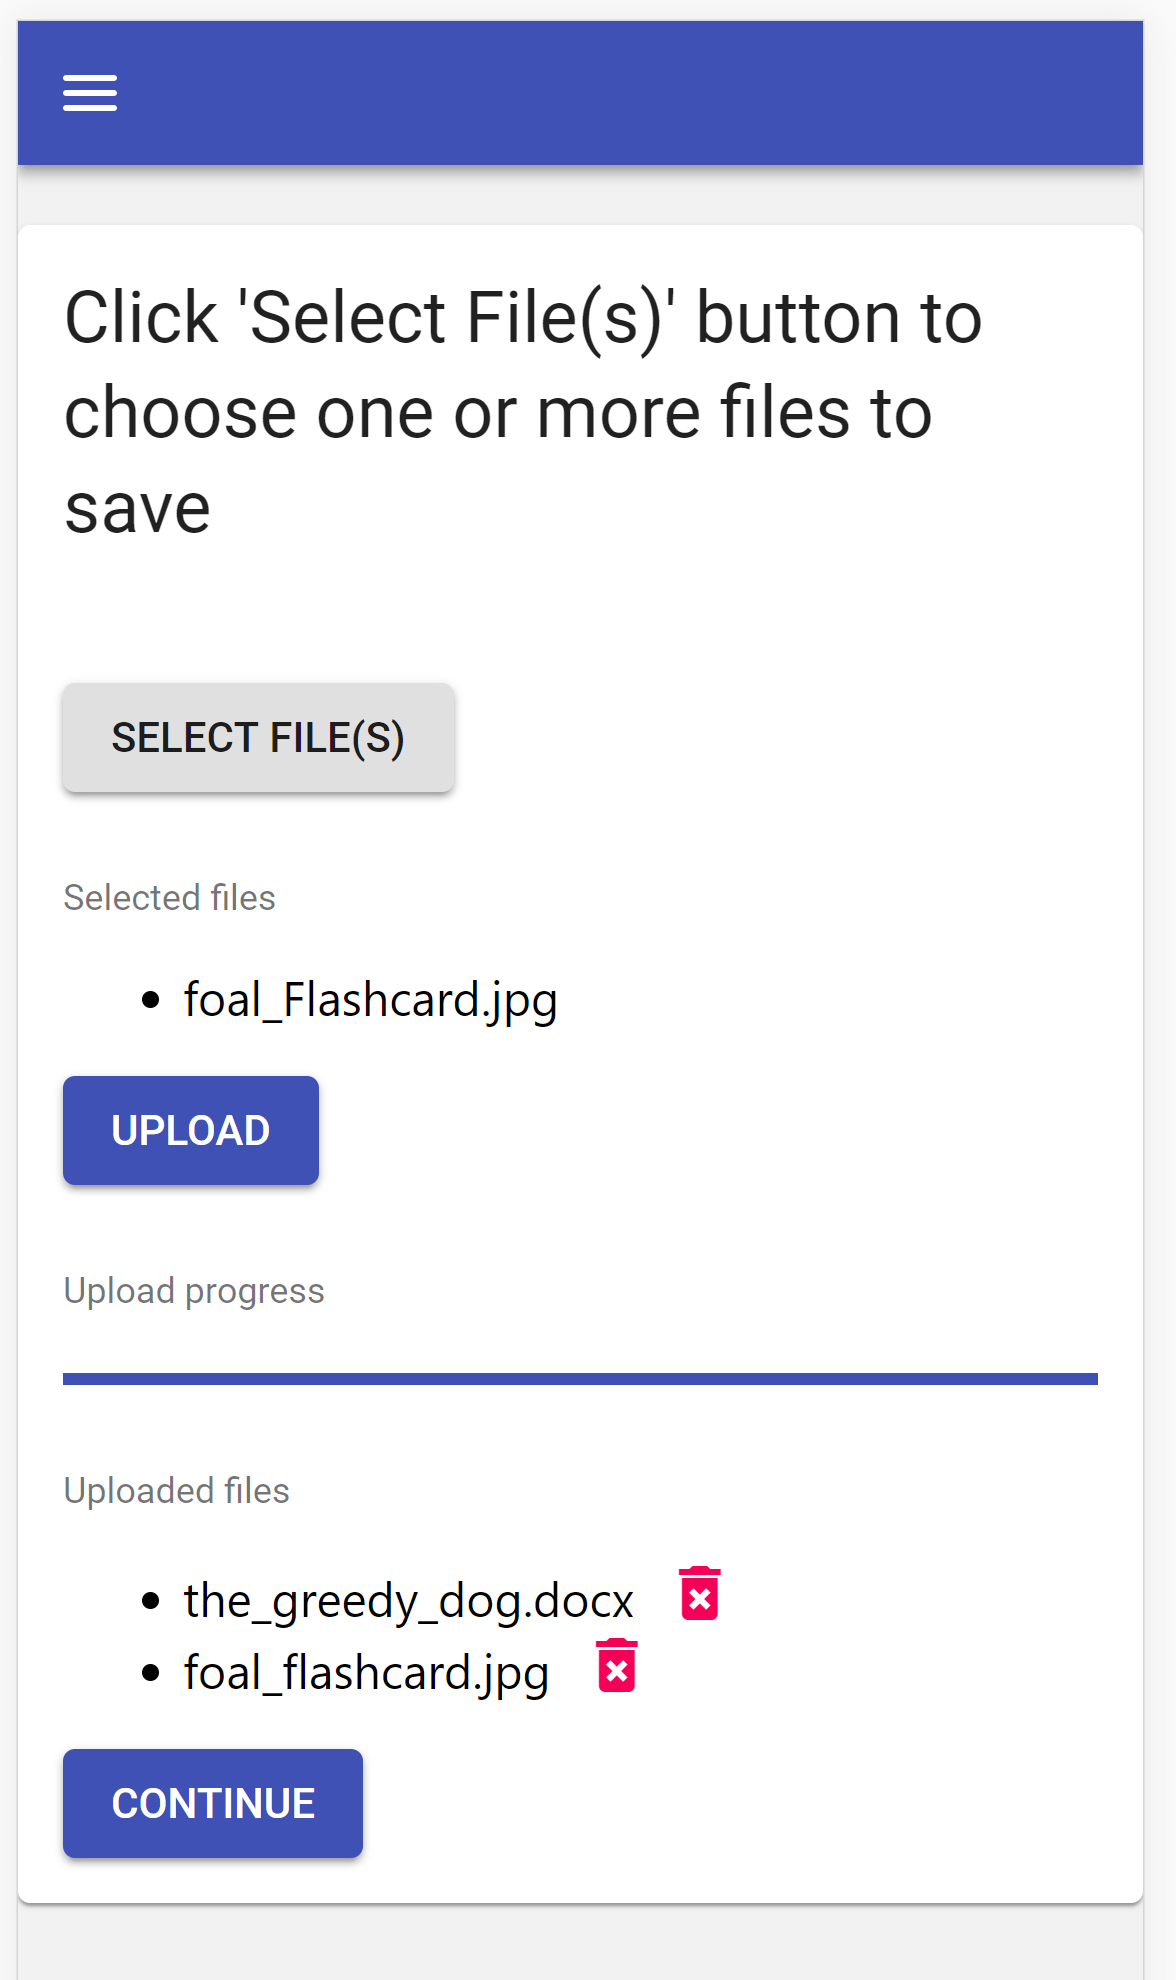 Click 'Select File(s)' button to
choose one or more files to
save
SELECT FILE(S)
Selected files
foal_Flashcard.jpg
UPLOAD
Upload progress
Uploaded files
the_greedy_dog.docx
foal_flashcard.jpg
CONTINUE